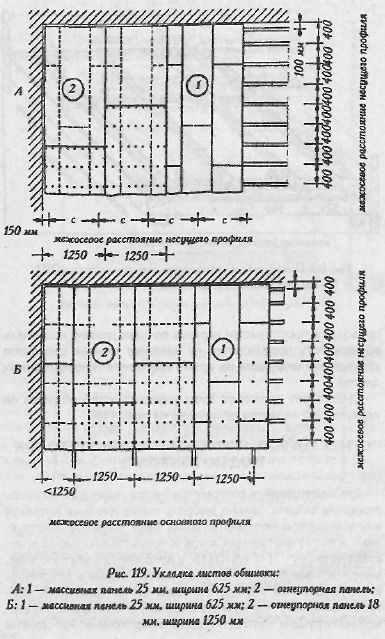 А
2
1
100 мм
400
400
400
400
400
400
400
400
межосевое расстояние несущего профиля
c
c
c
c
150 мм
межосевое расстояние несущего профиля
1250
1250
Б
2
1
400
400
400
400
400
400
400
400
межосевое расстояние несущего профиля
<1250
1250
1250
1250
межосевое расстояние основного профиля
Рис. 119. Укладка листов обшивки:
А: 1 — массивная панель 25 мм, ширина 625 мм; 2 — огнеупорная панель;
Б: 1 — массивная панель 25 мм, ширина 625 мм; 2 — огнеупорная панель 18
мм, ширина 1250 мм